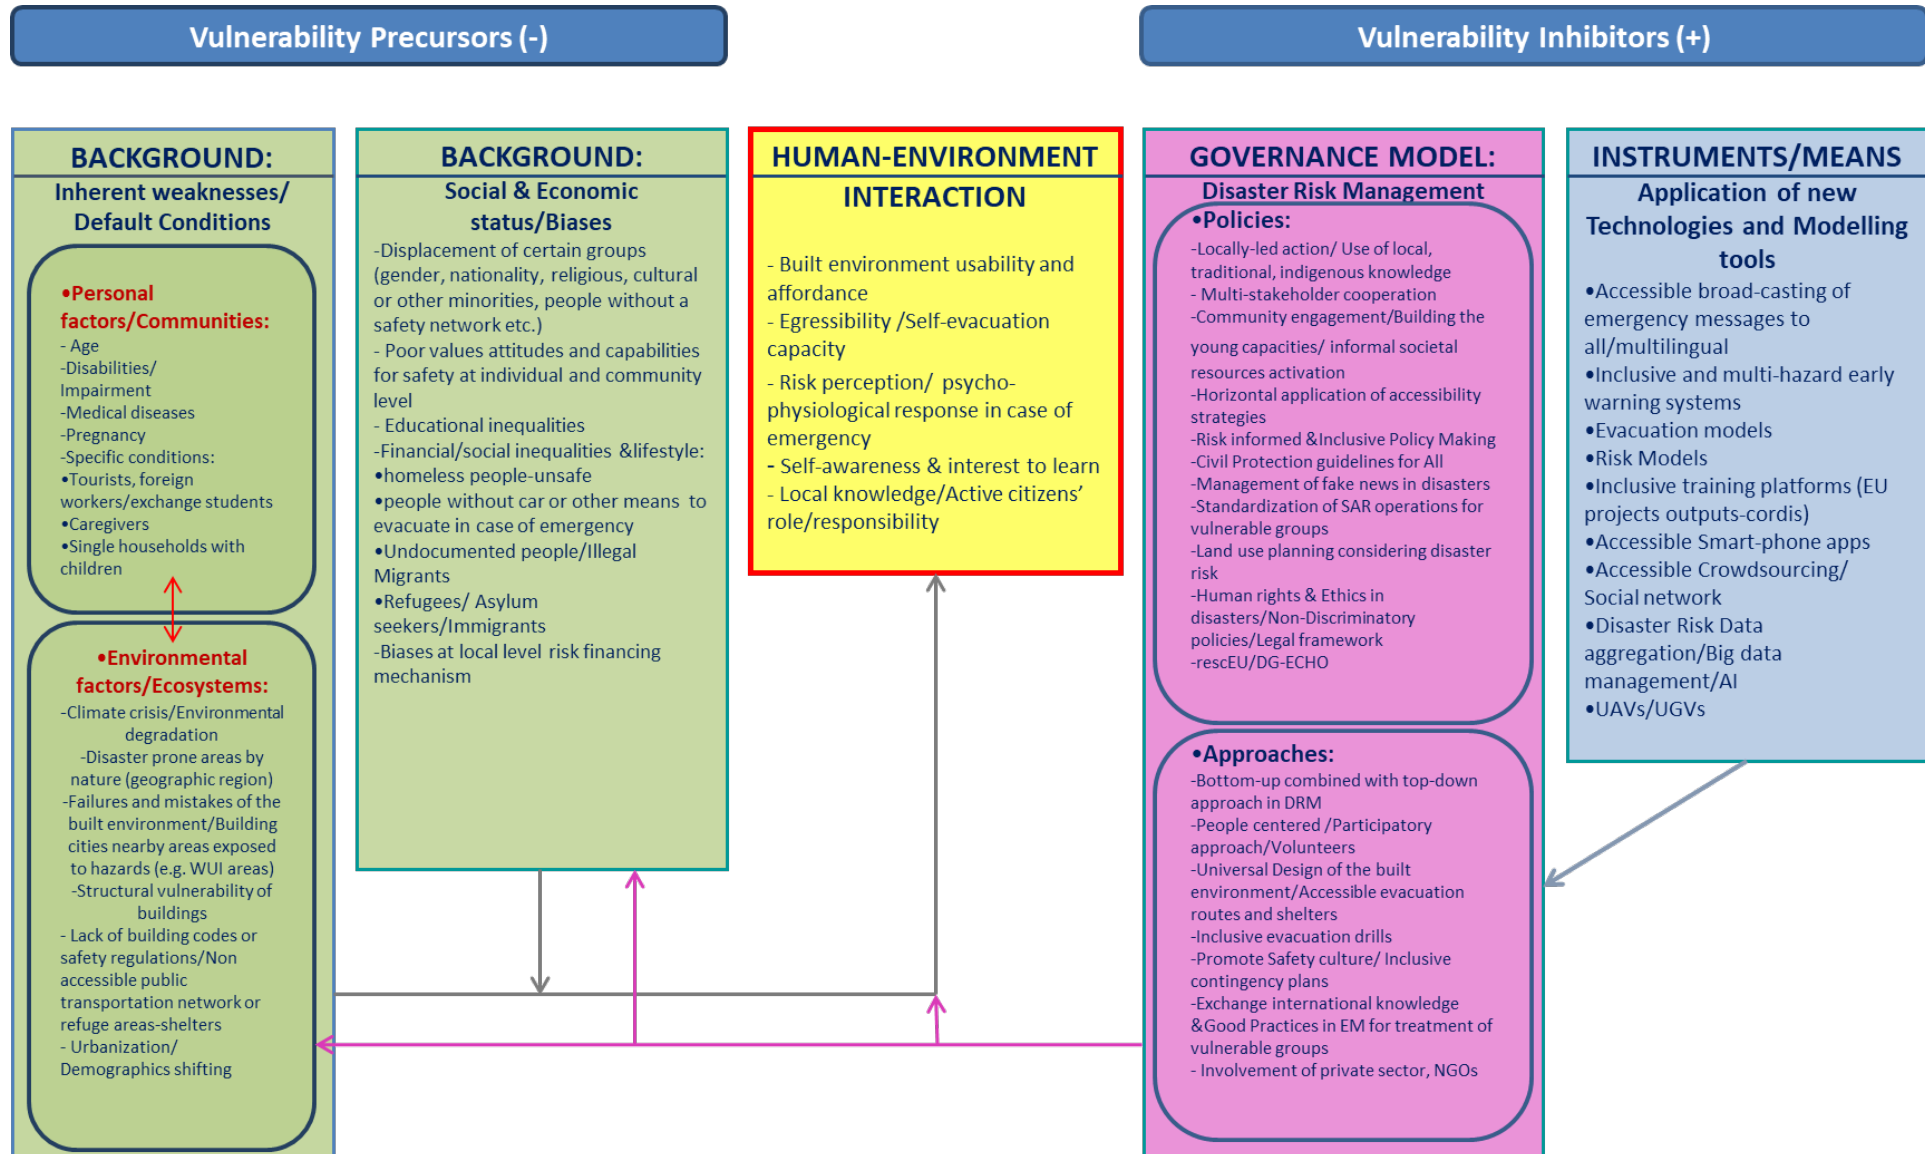 Vulnerability Precursors (-)
Vulnerability Inhibitors (+)
BACKGROUND:
Inherent weaknesses/
Default Conditions
•Personal
factors/Communities:
- Age
-Disabilities/
Impairment
-Medical diseases
-Pregnancy
-Specific conditions:
•Tourists, foreign
workers/exchange students
•Caregivers
•Single households with
children
•Environmental
factors/Ecosystems:
-Climate crisis/Environmental
degradation
-Disaster prone areas by
nature (geographic region)
-Failures and mistakes of the
built environment/Building
cities nearby areas exposed
to hazards (e.g. WUI areas)
-Structural vulnerability of
buildings
- Lack of building codes or
safety regulations/Non
accessible public
transportation network or
refuge areas-shelters
- Urbanization/
Demographics shifting
BACKGROUND:
Social & Economic
status/Biases
-Displacement of certain groups
(gender, nationality, religious, cultural
or other minorities, people without a
safety network etc.)
- Poor values attitudes and capabilities
for safety at individual and community
level
- Educational inequalities
-Financial/social inequalities &lifestyle:
•homeless people-unsafe
•people without car or other means to
evacuate in case of emergency
•Undocumented people/Illegal
Migrants
•Refugees/ Asylum
seekers/Immigrants
-Biases at local level risk financing
mechanism
HUMAN-ENVIRONMENT
INTERACTION
- Built environment usability and
affordance
- Egressibility /Self-evacuation
capacity
- Risk perception/ psycho-
physiological response in case of
emergency
- Self-awareness & interest to learn
- Local knowledge/Active citizens’
role/responsibility
GOVERNANCE MODEL:
Disaster Risk Management
•Policies:
-Locally-led action/ Use of local,
traditional, indigenous knowledge
- Multi-stakeholder cooperation
-Community engagement/Building the
young capacities/ informal societal
resources activation
-Horizontal application of accessibility
strategies
-Risk informed &Inclusive Policy Making
-Civil Protection guidelines for All
-Management of fake news in disasters
-Standardization of SAR operations for
vulnerable groups
-Land use planning considering disaster
risk
-Human rights & Ethics in
disasters/Non-Discriminatory
policies/Legal framework
-rescEU/DG-ECHO
•Approaches:
-Bottom-up combined with top-down
approach in DRM
-People centered /Participatory
approach/Volunteers
-Universal Design of the built
environment/Accessible evacuation
routes and shelters
-Inclusive evacuation drills
-Promote Safety culture/ Inclusive
contingency plans
-Exchange international knowledge
&Good Practices in EM for treatment of
vulnerable groups
- Involvement of private sector, NGOs
INSTRUMENTS/MEANS
Application of new
Technologies and Modelling
tools
•Accessible broad-casting of
emergency messages to
all/multilingual
•Inclusive and multi-hazard early
warning systems
•Evacuation models
•Risk Models
•Inclusive training platforms (EU
projects outputs-cordis)
•Accessible Smart-phone apps
•Accessible Crowdsourcing/
Social network
•Disaster Risk Data
aggregation/Big data
management/AI
•UAVs/UGVs